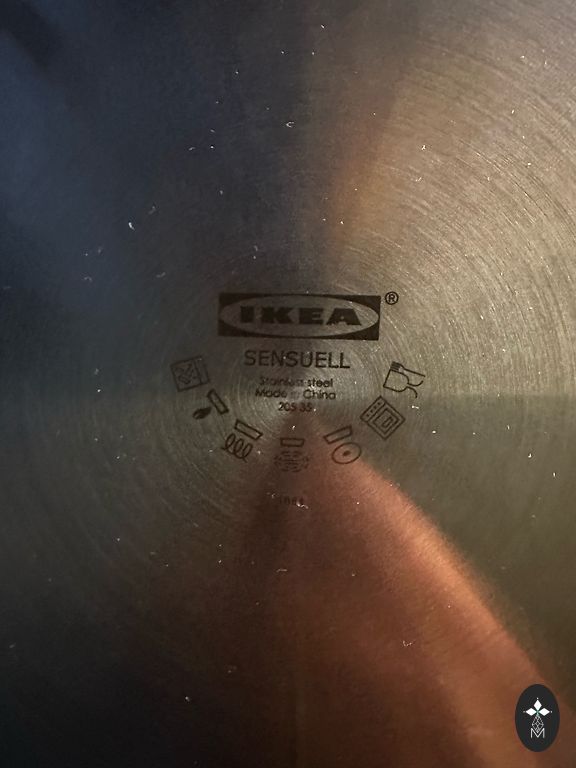 IKEA®
SENSUELL
Stainless steel
Made in China
M